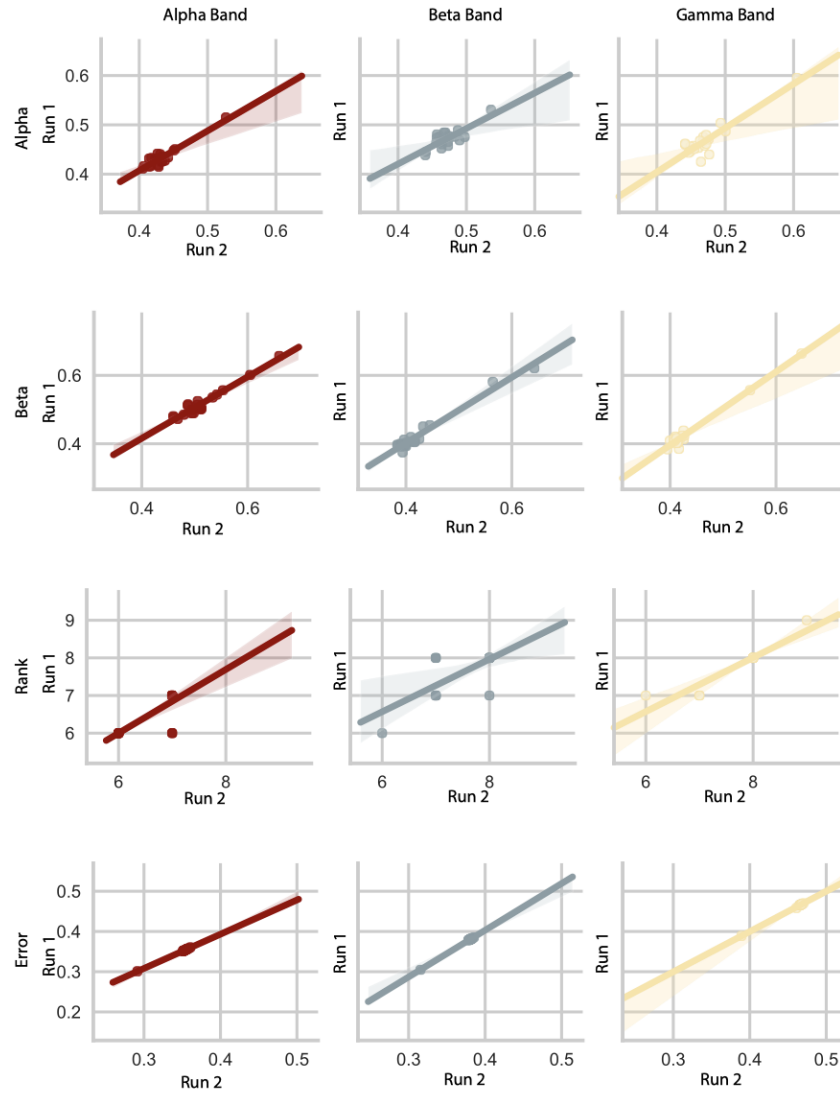 Alpha Band Beta Band Gamma Band
Alpha
Run 1 Run 1 Run 1
0.6
0.5
0.4
0.4 0.5 0.6 0.4 0.5 0.6 0.4 0.5 0.6
Run 2 Run 2 Run 2
Beta
Run 1 Run 1 Run 1
0.6
0.4
0.4 0.6 0.4 0.6 0.4 0.6
Run 2 Run 2 Run 2
Rank
Run 1 Run 1 Run 1
9
8
7
6
6 8 6 8 6 8
Run 2 Run 2 Run 2
Error
Run 1 Run 1 Run 1
0.5
0.4
0.3
0.2
0.3 0.4 0.5 0.3 0.4 0.5 0.3 0.4 0.5
Run 2 Run 2 Run 2